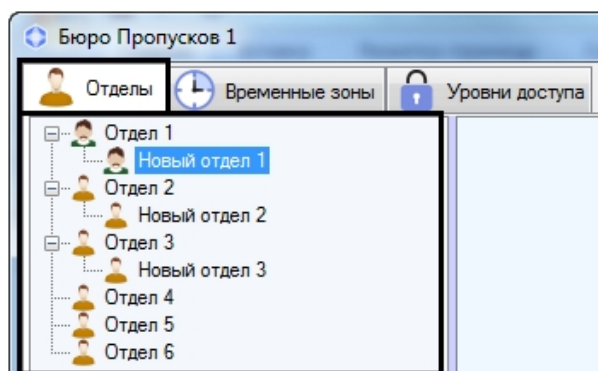 Бюро Пропусков 1
Отделы Временные зоны Уровни доступа
Отдел 1
Новый отдел 1
Отдел 2
Новый отдел 2
Отдел 3
Новый отдел 3
Отдел 4
Отдел 5
Отдел 6